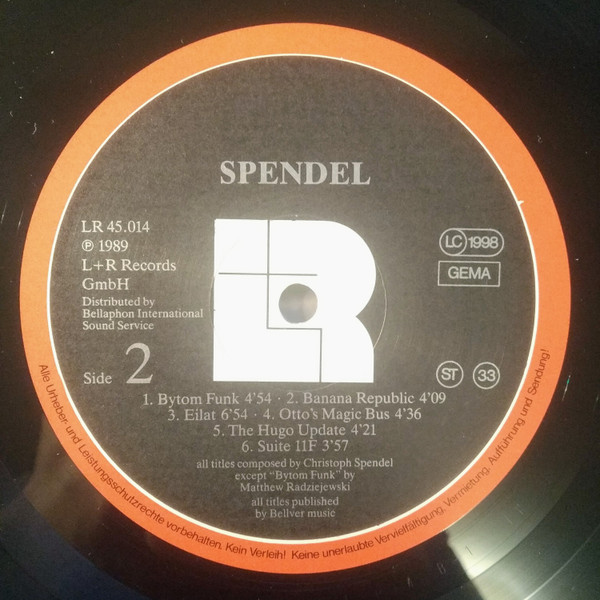 SPENDEL
LR 45.014
℗ 1989
L+R Records
GmbH
Distributed by
Bellaphon International
Sound Service
LC 1998
GEMA
LR
Side 2
ST 33
1. Bytom Funk 4'54 · 2. Banana Republic 4'09
3. Eilat 6'54 · 4. Otto's Magic Bus 4'36
5. The Hugo Update 4'21
6. Suite 11F 3'57
all titles composed by Christoph Spendel
except "Bytom Funk" by
Matthew Radziejewski
all titles published
by Bellver music
Alle Urheber- und Leistungsschutzrechte vorbehalten. Kein Verleih! Keine unerlaubte Vervielfältigung, Vermietung, Aufführung und Sendung!